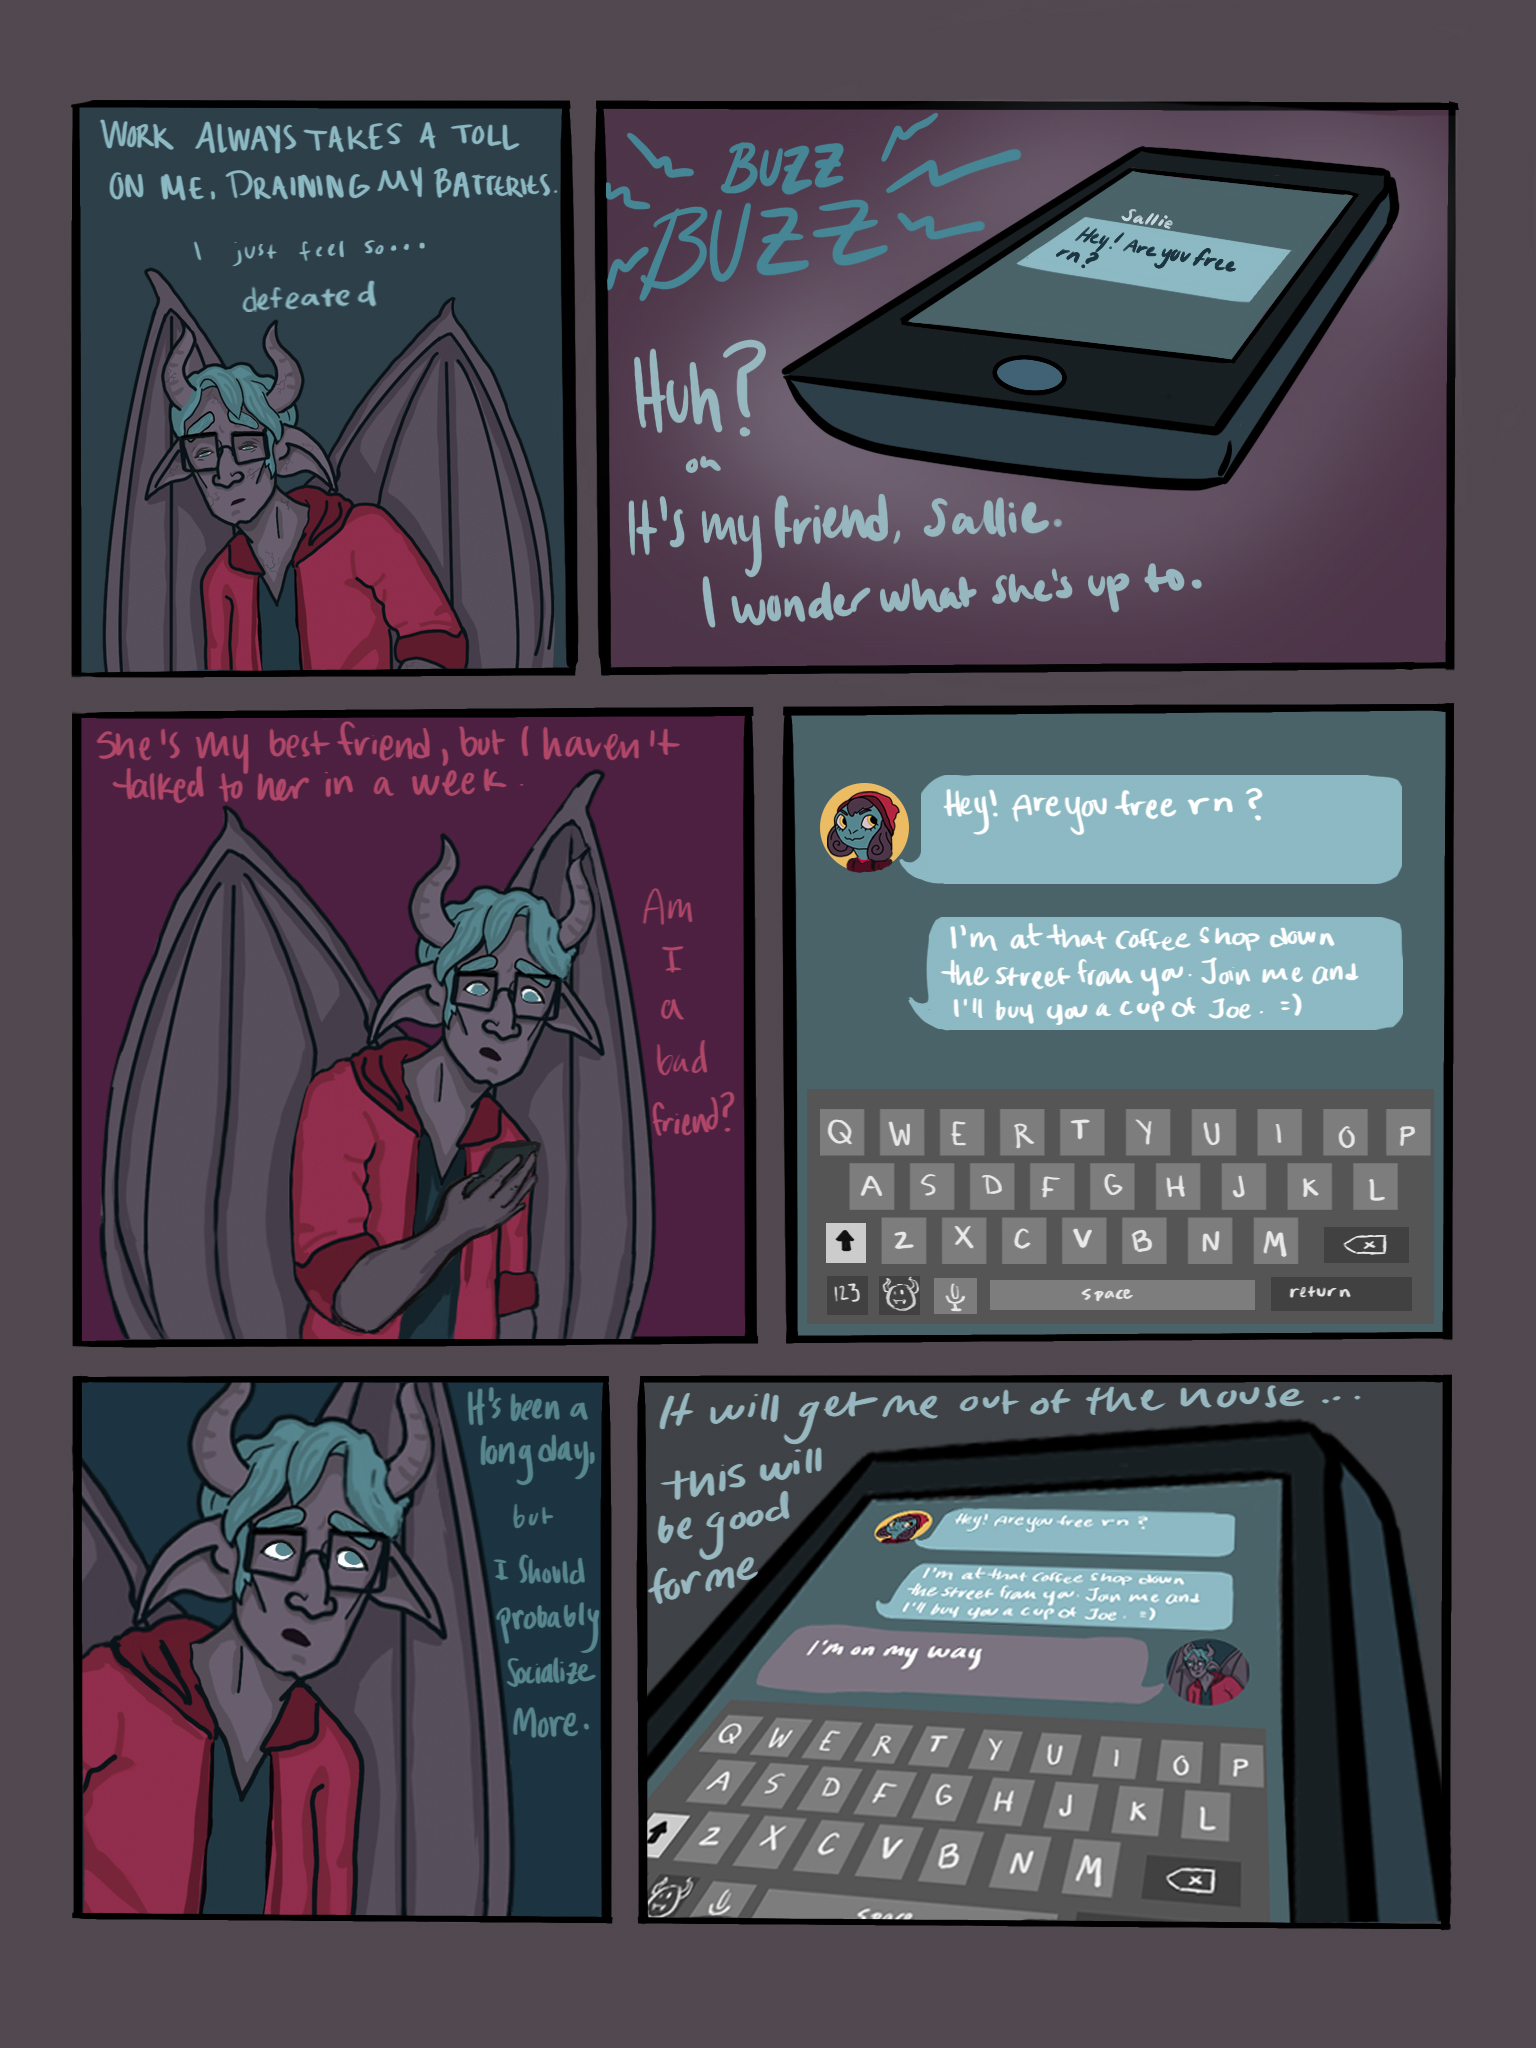 WORK ALWAYS TAKES A TOLL
ON ME, DRAINING MY BATTERIES.
I just feel so...
defeated
BUZZ
BUZZ
Sallie
Hey! Are you free
rn?
Huh?
oh
It's my friend, Sallie.
I wonder what she's up to.
She's my best friend, but I haven't
talked to her in a week.
Am
I
a
bad
friend?
Hey! Are you free rn?
I'm at that coffee shop down
the street from you. Join me and
I'll buy you a cup of Joe. =)
Q W E R T Y U I O P
A S D F G H J K L
Z X C V B N M
123 space return
It's been a
long day,
but
I should
probably
Socialize
More.
It will get me out of the house...
this will
be good
for me
Hey! Are you free rn?
I'm at that coffee shop down
the street from you. Join me and
I'll buy you a cup of Joe. =)
I'm on my way
Q W E R T Y U I O P
A S D F G H J K L
Z X C V B N M
space